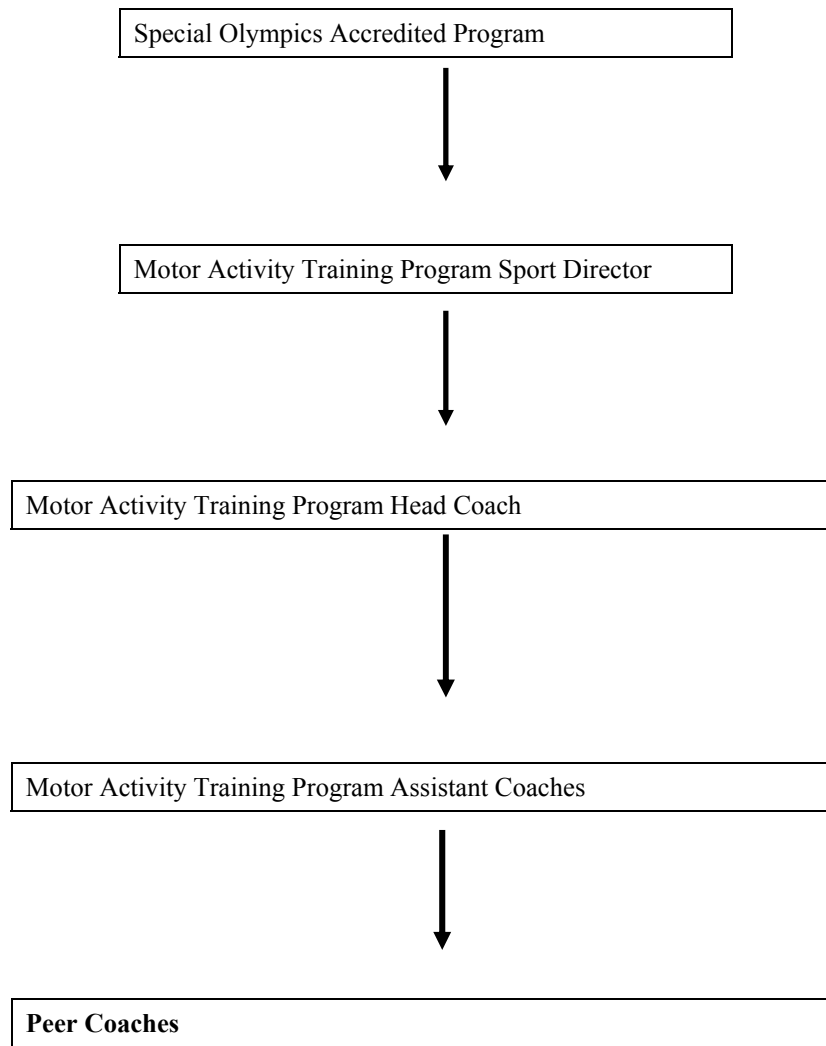 Special Olympics Accredited Program
Motor Activity Training Program Sport Director
Motor Activity Training Program Head Coach
Motor Activity Training Program Assistant Coaches
Peer Coaches